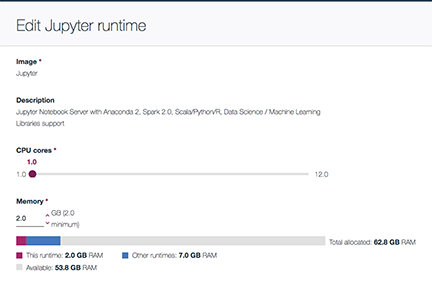 Edit Jupyter runtime
Image *
Jupyter
Description
Jupyter Notebook Server with Anaconda 2, Spark 2.0, Scala/Python/R, Data Science / Machine Learning
Libraries support
CPU cores *
1.0
1.0 12.0
Memory *
2.0 GB (2.0
minimum)
Total allocated: 62.8 GB RAM
This runtime: 2.0 GB RAM Other runtimes: 7.0 GB RAM
Available: 53.8 GB RAM